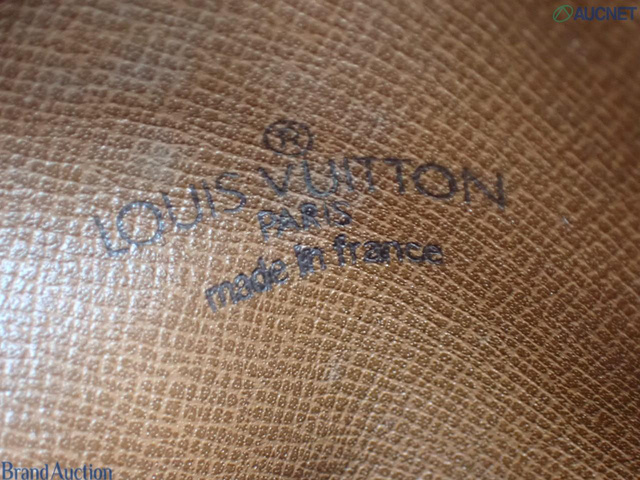 AUCNET
®
LOUIS VUITTON
PARIS
made in france
Brand Auction